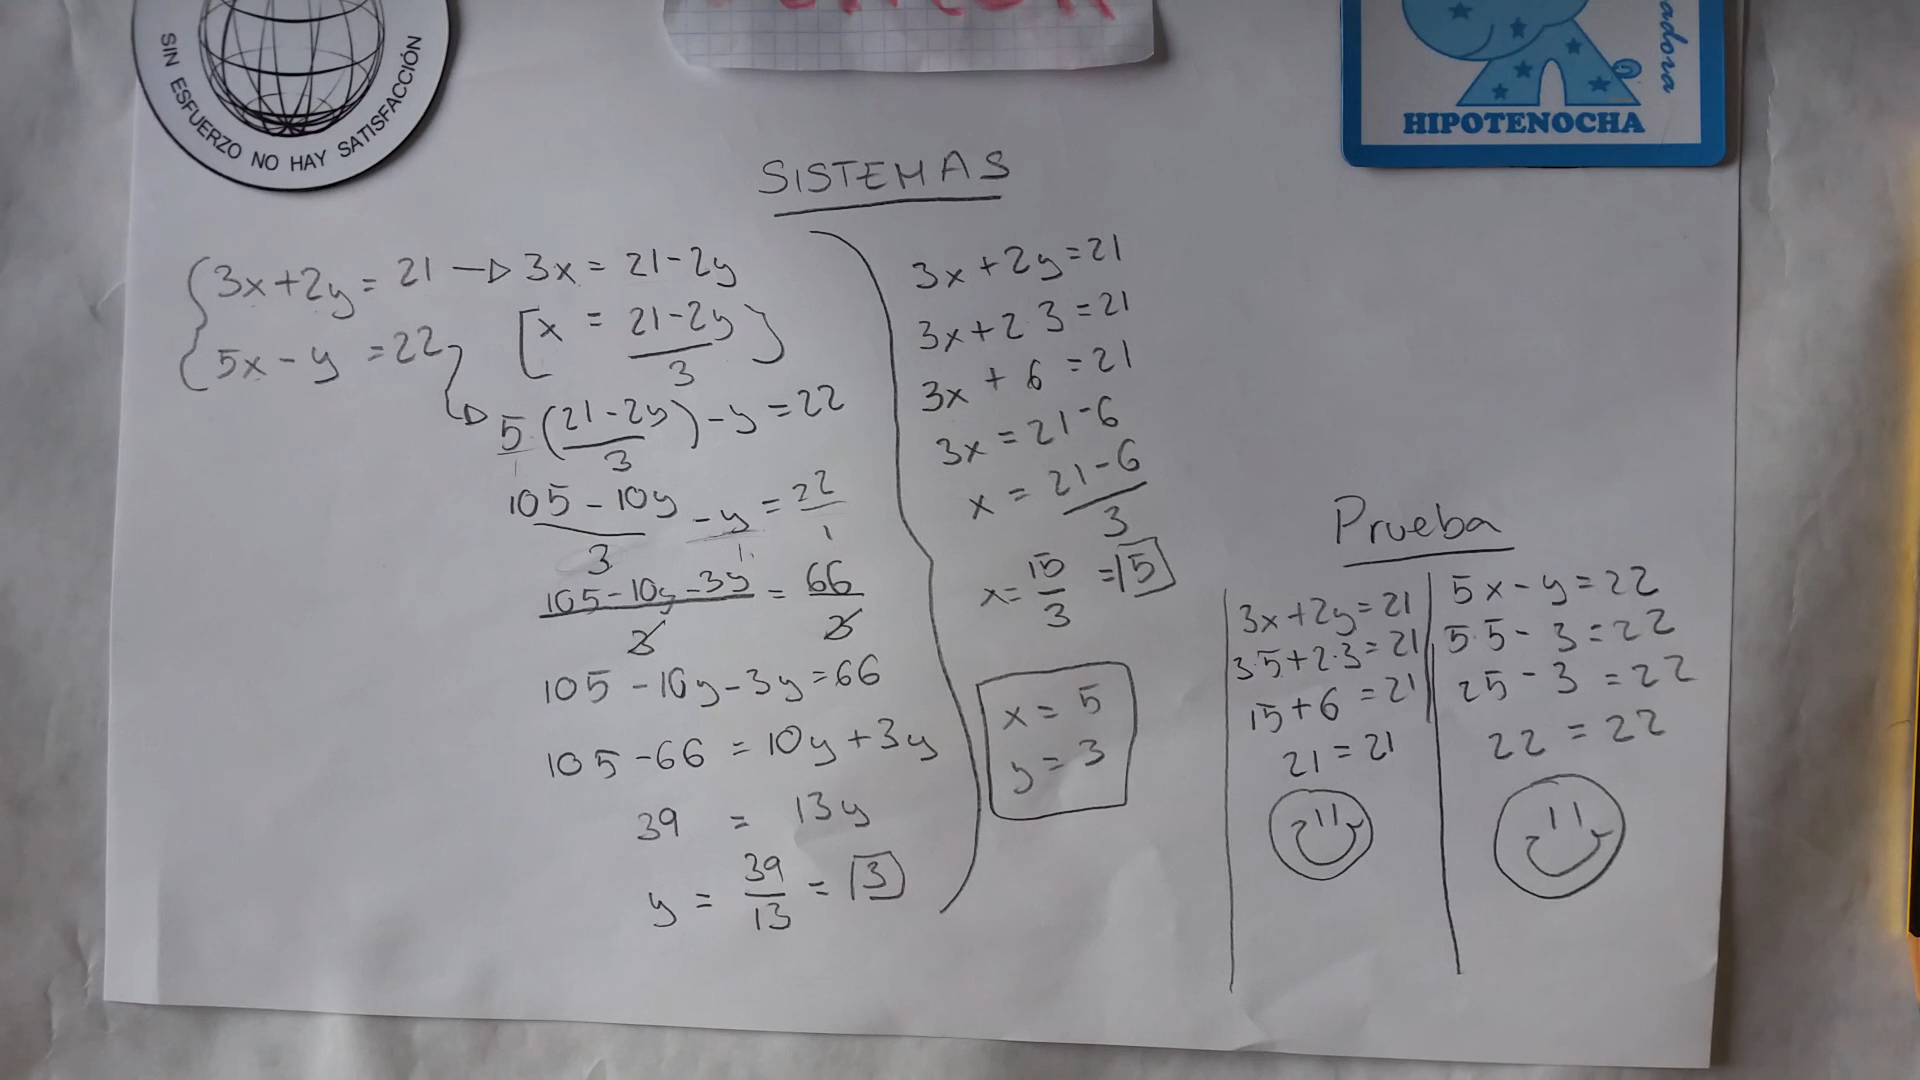 SIN ESFUERZO NO HAY SATISFACCIÓN
adora
HIPOTENOCHA
SISTEMAS
3x+2y=21 → 3x = 21-2y
5x-y=22
[x = (21-2y)/3]
5·((21-2y)/3)-y=22
(105-10y)/3 -y/1 = 22/1
(105-10y-3y)/3 = 66/3
105-10y-3y=66
105-66=10y+3y
39 = 13y
y = 39/13 = 3
3x+2y=21
3x+2·3=21
3x+6=21
3x=21-6
x = (21-6)/3
x= 15/3 =5
x=5
y=3
Prueba
3x+2y=21
3·5+2·3=21
15+6=21
21=21
5x-y=22
5·5-3=22
25-3=22
22=22